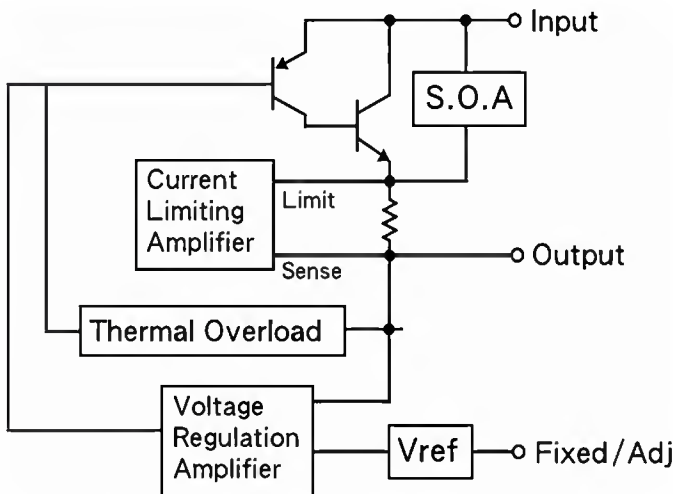 Input
S.O.A
Current
Limiting
Amplifier
Limit
Sense
Output
Thermal Overload
Voltage
Regulation
Amplifier
Vref
Fixed/Adj